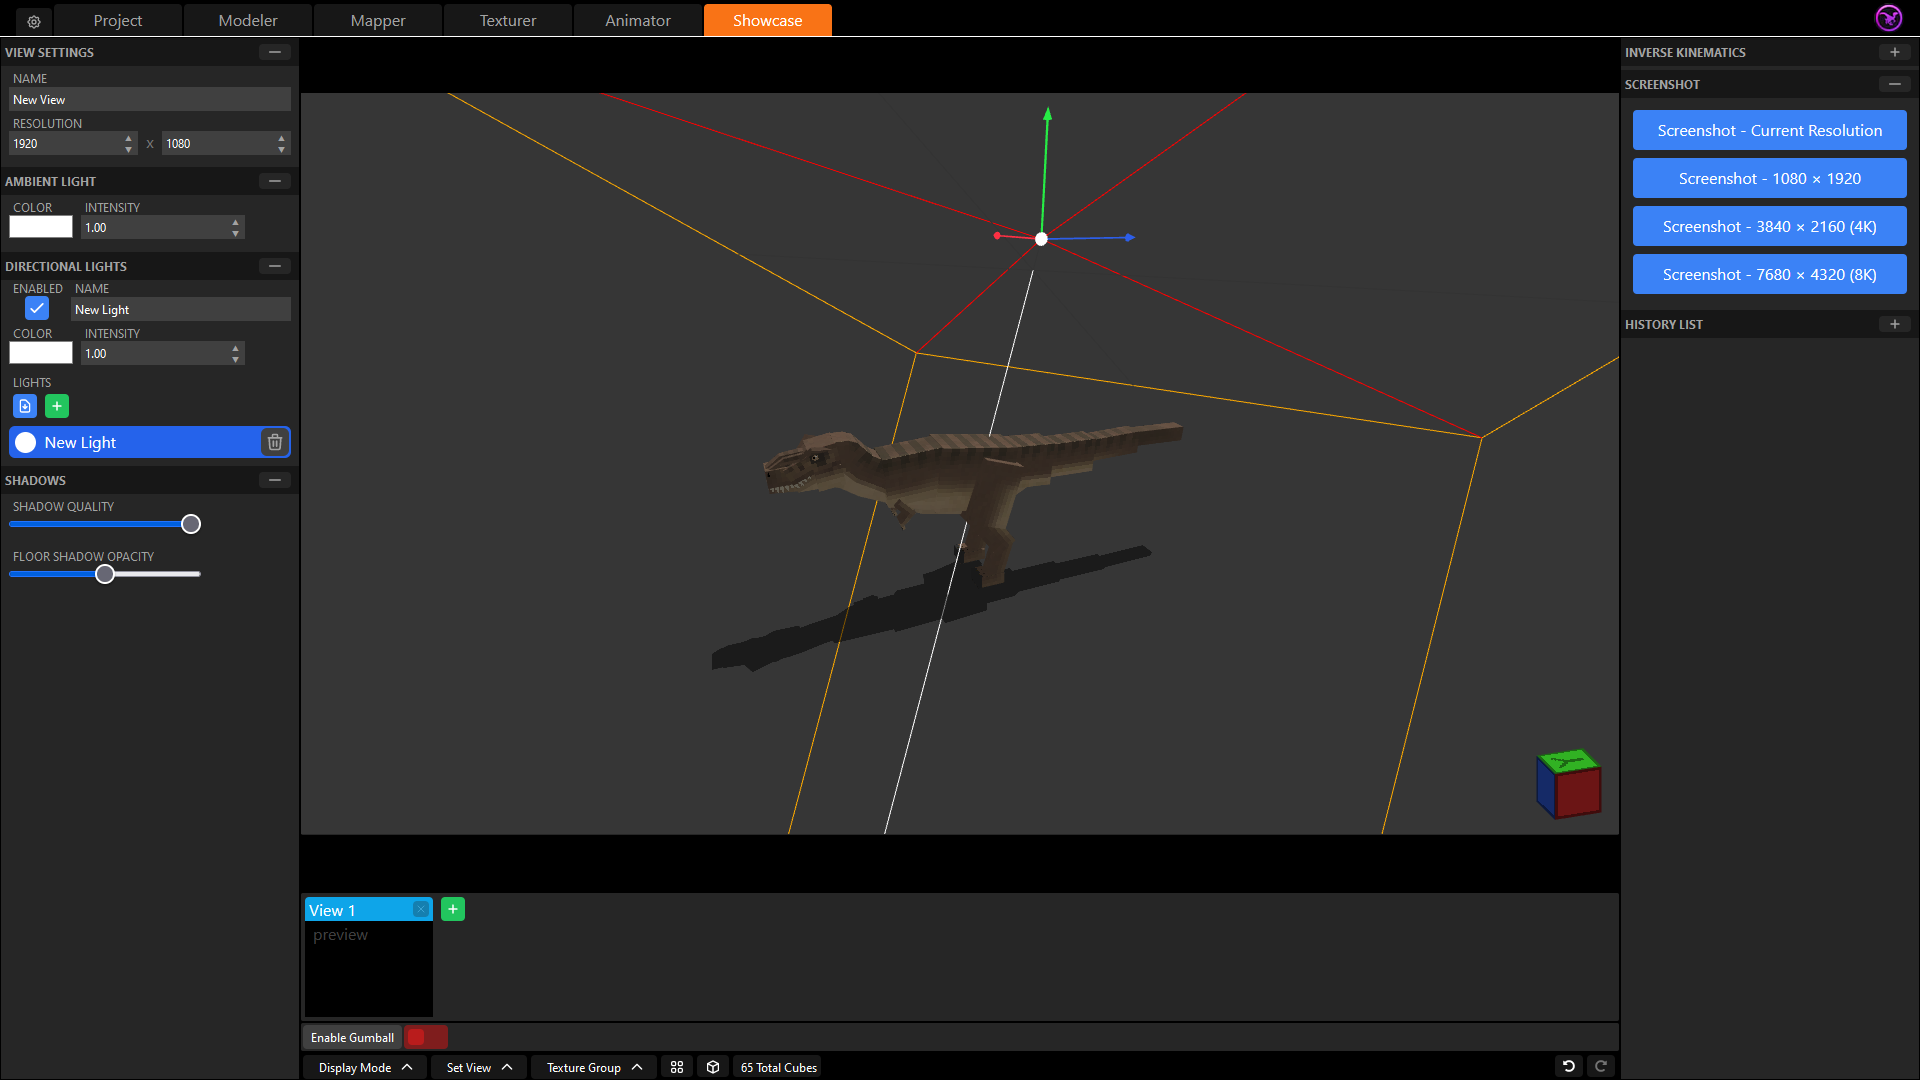 Project
Modeler
Mapper
Texturer
Animator
Showcase
VIEW SETTINGS
NAME
New View
RESOLUTION
1920 x 1080
AMBIENT LIGHT
COLOR INTENSITY
1.00
DIRECTIONAL LIGHTS
ENABLED NAME
New Light
COLOR INTENSITY
1.00
LIGHTS
New Light
SHADOWS
SHADOW QUALITY
FLOOR SHADOW OPACITY
Y
View 1
preview
Enable Gumball
Display Mode
Set View
Texture Group
65 Total Cubes
INVERSE KINEMATICS
SCREENSHOT
Screenshot - Current Resolution
Screenshot - 1080 × 1920
Screenshot - 3840 × 2160 (4K)
Screenshot - 7680 × 4320 (8K)
HISTORY LIST